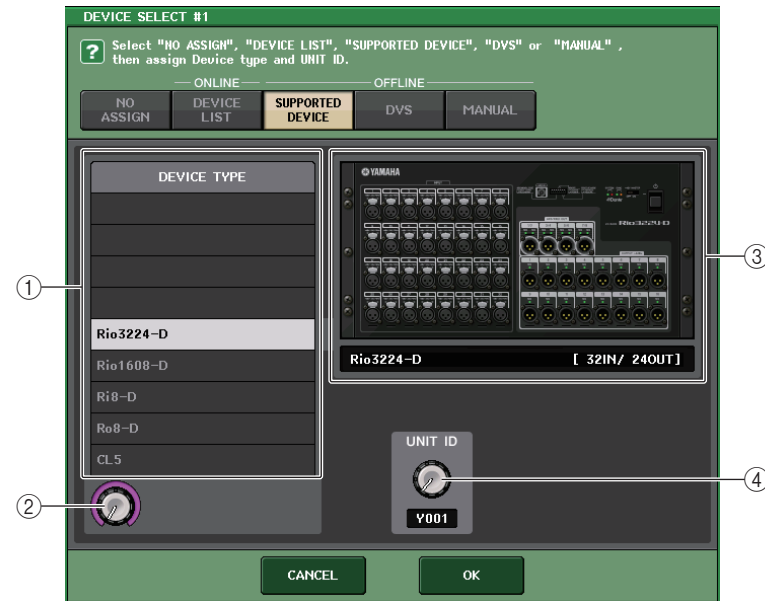 DEVICE SELECT #1
? Select "NO ASSIGN", "DEVICE LIST", "SUPPORTED DEVICE", "DVS" or "MANUAL" ,
then assign Device type and UNIT ID.
ONLINE OFFLINE
NO ASSIGN
DEVICE LIST
SUPPORTED DEVICE
DVS
MANUAL
DEVICE TYPE
Rio3224-D
Rio1608-D
Ri8-D
Ro8-D
CL5
YAMAHA
Rio3224-D
Rio3224-D [ 32IN/ 24OUT]
UNIT ID
Y001
CANCEL
OK
①
②
③
④